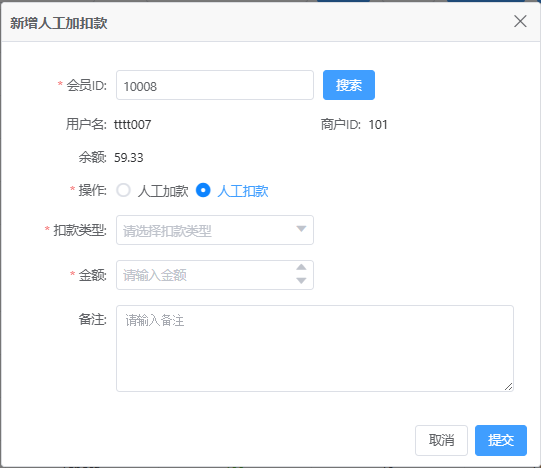 新增人工加扣款
* 会员ID: 10008 搜索
用户名: tttt007 商户ID: 101
余额: 59.33
* 操作: 人工加款 人工扣款
* 扣款类型: 请选择扣款类型
* 金额: 请输入金额
备注: 请输入备注
取消 提交